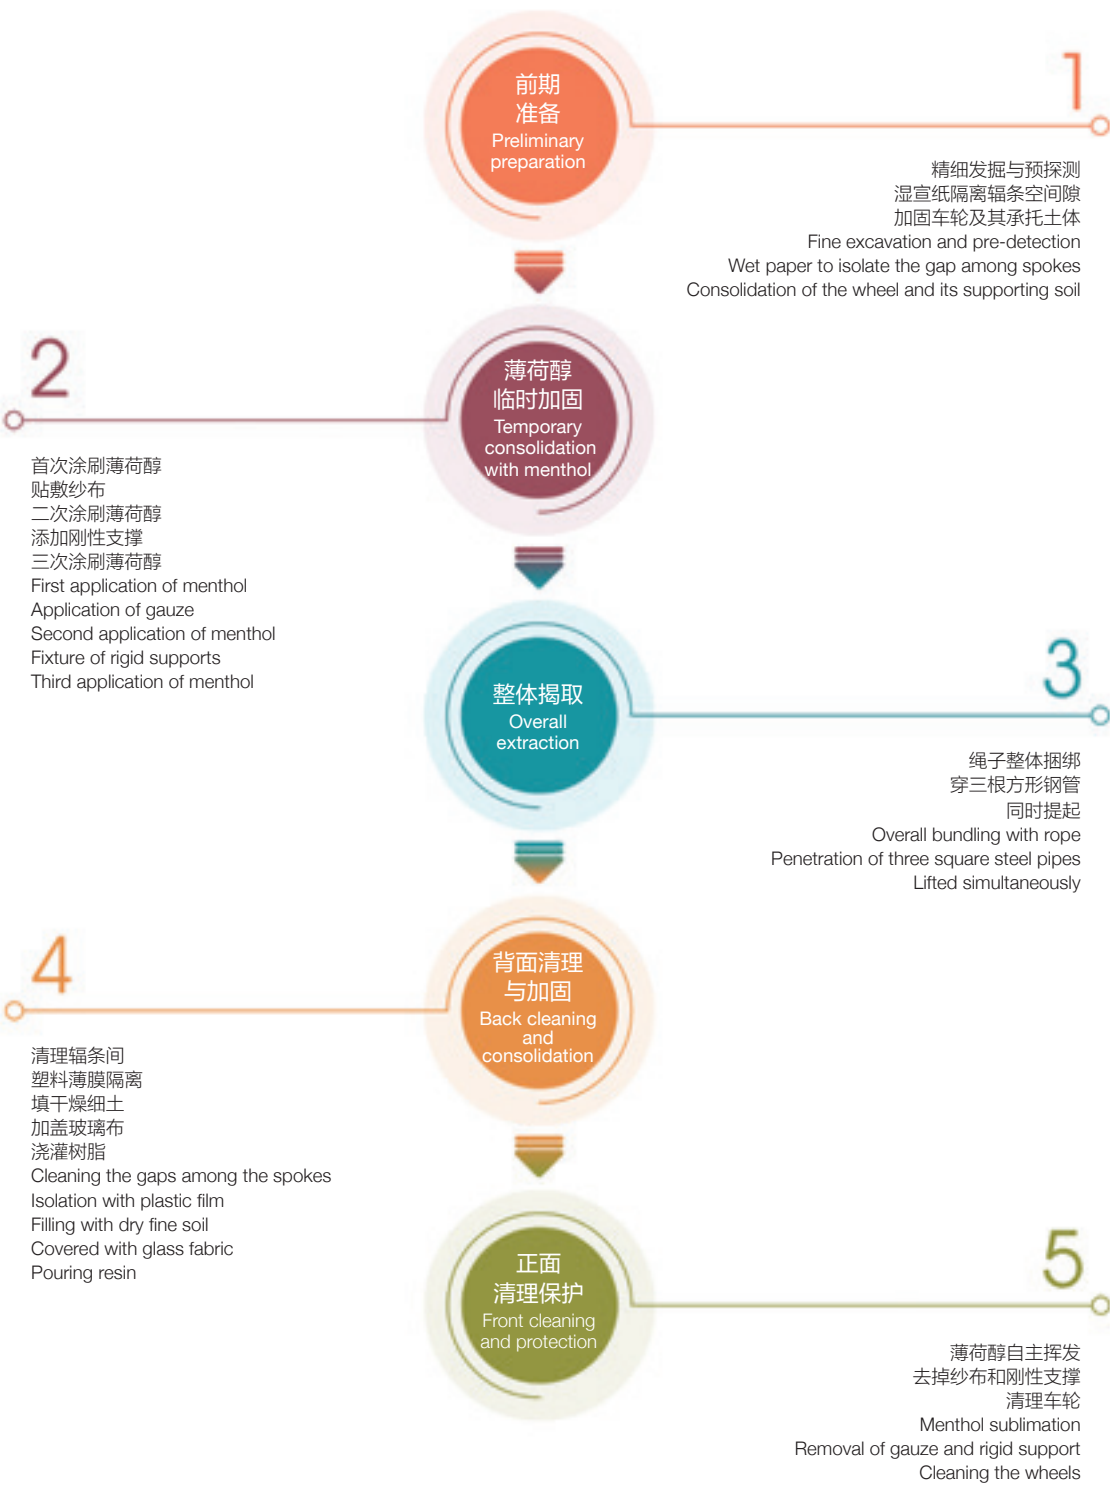 前期
准备
Preliminary
preparation
1
精细发掘与预探测
湿宣纸隔离辐条空间隙
加固车轮及其承托土体
Fine excavation and pre-detection
Wet paper to isolate the gap among spokes
Consolidation of the wheel and its supporting soil
薄荷醇
临时加固
Temporary
consolidation
with menthol
2
首次涂刷薄荷醇
贴敷纱布
二次涂刷薄荷醇
添加刚性支撑
三次涂刷薄荷醇
First application of menthol
Application of gauze
Second application of menthol
Fixture of rigid supports
Third application of menthol
整体揭取
Overall
extraction
3
绳子整体捆绑
穿三根方形钢管
同时提起
Overall bundling with rope
Penetration of three square steel pipes
Lifted simultaneously
背面清理
与加固
Back cleaning
and
consolidation
4
清理辐条间
塑料薄膜隔离
填干燥细土
加盖玻璃布
浇灌树脂
Cleaning the gaps among the spokes
Isolation with plastic film
Filling with dry fine soil
Covered with glass fabric
Pouring resin
正面
清理保护
Front cleaning
and protection
5
薄荷醇自主挥发
去掉纱布和刚性支撑
清理车轮
Menthol sublimation
Removal of gauze and rigid support
Cleaning the wheels